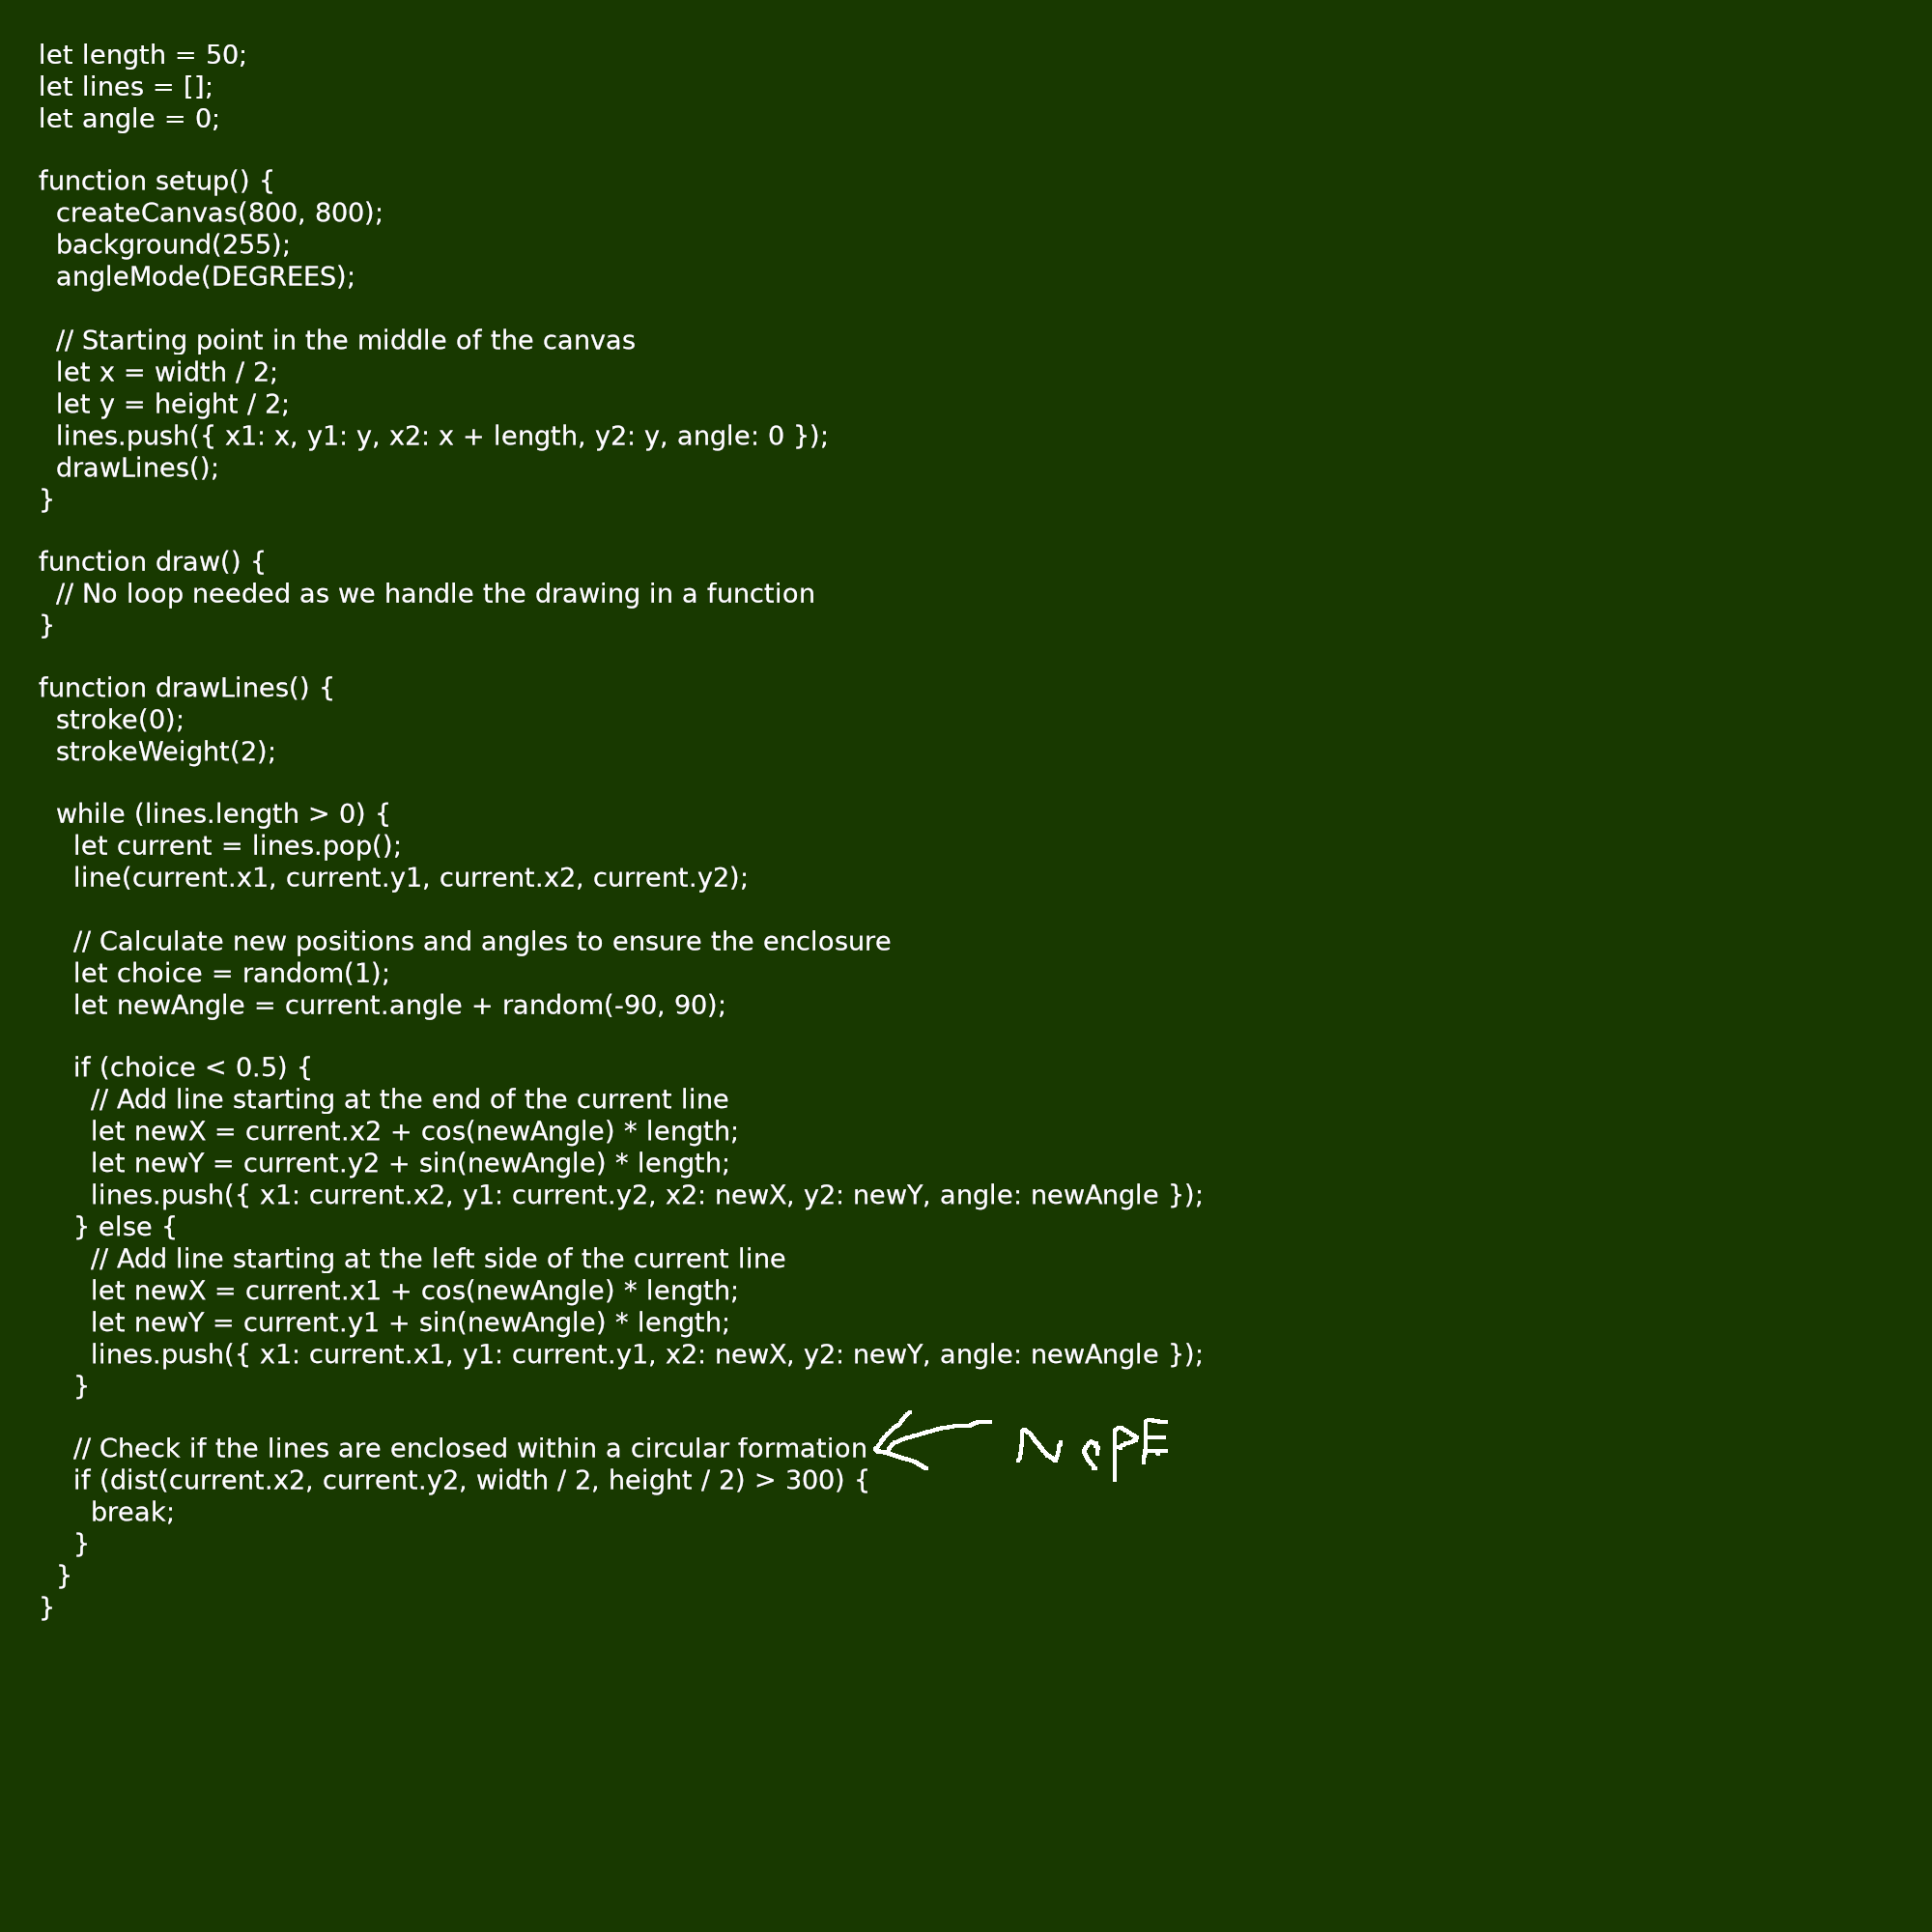 let length = 50;
let lines = [];
let angle = 0;

function setup() {
  createCanvas(800, 800);
  background(255);
  angleMode(DEGREES);

  // Starting point in the middle of the canvas
  let x = width / 2;
  let y = height / 2;
  lines.push({ x1: x, y1: y, x2: x + length, y2: y, angle: 0 });
  drawLines();
}

function draw() {
  // No loop needed as we handle the drawing in a function
}

function drawLines() {
  stroke(0);
  strokeWeight(2);

  while (lines.length > 0) {
    let current = lines.pop();
    line(current.x1, current.y1, current.x2, current.y2);

    // Calculate new positions and angles to ensure the enclosure
    let choice = random(1);
    let newAngle = current.angle + random(-90, 90);

    if (choice < 0.5) {
      // Add line starting at the end of the current line
      let newX = current.x2 + cos(newAngle) * length;
      let newY = current.y2 + sin(newAngle) * length;
      lines.push({ x1: current.x2, y1: current.y2, x2: newX, y2: newY, angle: newAngle });
    } else {
      // Add line starting at the left side of the current line
      let newX = current.x1 + cos(newAngle) * length;
      let newY = current.y1 + sin(newAngle) * length;
      lines.push({ x1: current.x1, y1: current.y1, x2: newX, y2: newY, angle: newAngle });
    }

    // Check if the lines are enclosed within a circular formation
NOPE
    if (dist(current.x2, current.y2, width / 2, height / 2) > 300) {
      break;
    }
  }
}